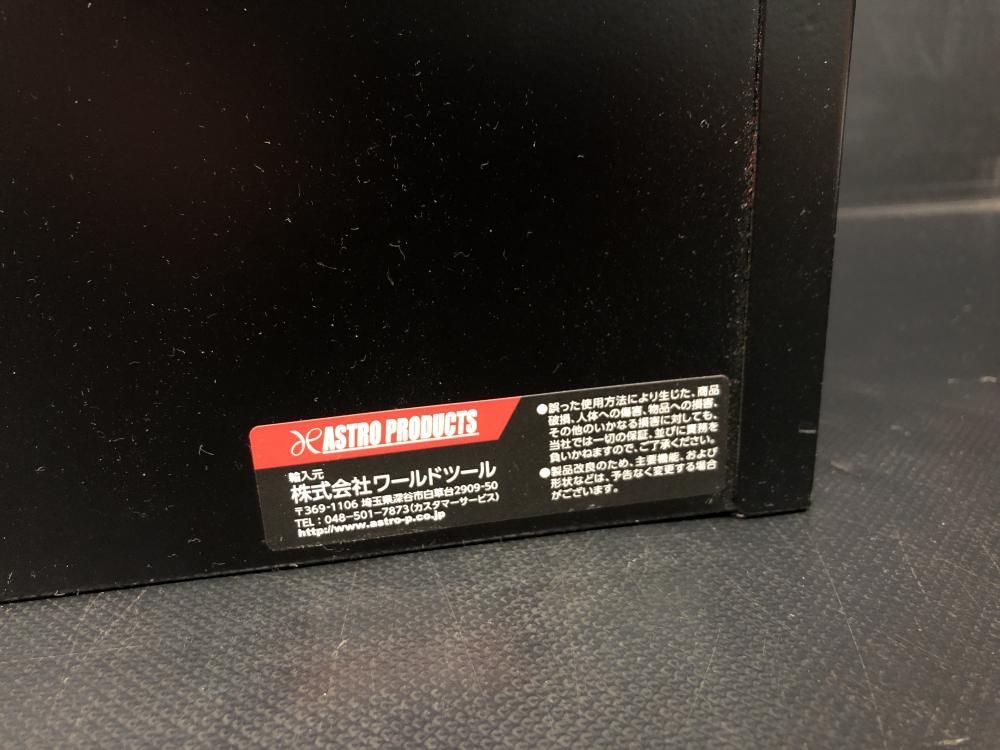 ASTRO PRODUCTS
輸入元
株式会社ワールドツール
〒369-1106 埼玉県深谷市白草台2909-50
TEL：048-501-7873(カスタマーサービス)
http://www.astro-p.co.jp
●誤った使用方法により生じた、商品
破損、人体への傷害、物品への損害、
その他のいかなる損害に対しても、
当社では一切の保証、並びに責務を
負いかねますので、ご了承ください。
●製品改良のため、主要機能、および
形状などは、予告なく変更する場合
がございます。